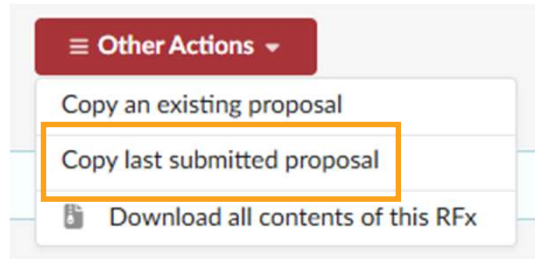 Other Actions
Copy an existing proposal
Copy last submitted proposal
Download all contents of this RFx